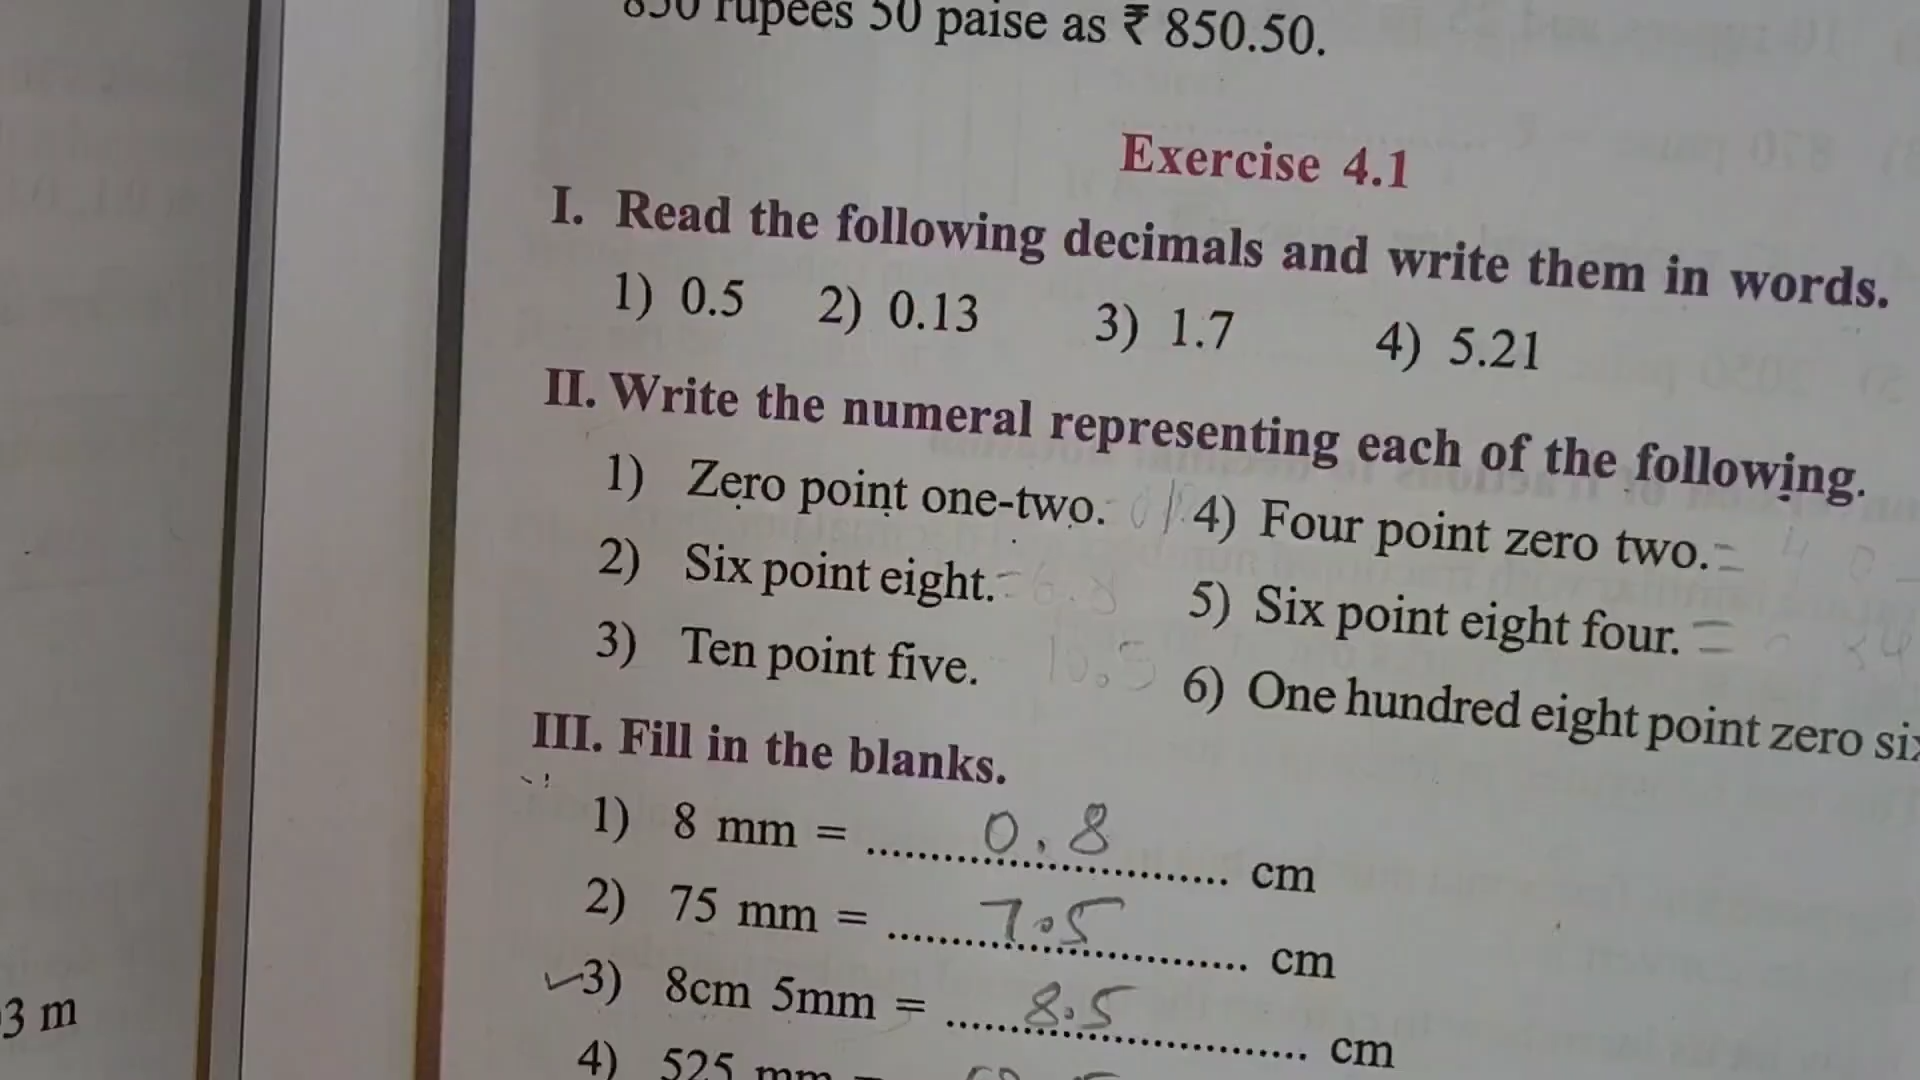 850 rupees 50 paise as ₹ 850.50.
Exercise 4.1
I. Read the following decimals and write them in words.
1) 0.5 2) 0.13 3) 1.7 4) 5.21
II. Write the numeral representing each of the following.
1) Zero point one-two. 4) Four point zero two. =
2) Six point eight. = 6.8 5) Six point eight four. =
3) Ten point five. 10.5 6) One hundred eight point zero
III. Fill in the blanks.
1) 8 mm = 0.8 cm
2) 75 mm = 7.5 cm
3) 8cm 5mm = 8.5 cm
3 m
4) 525 mm =